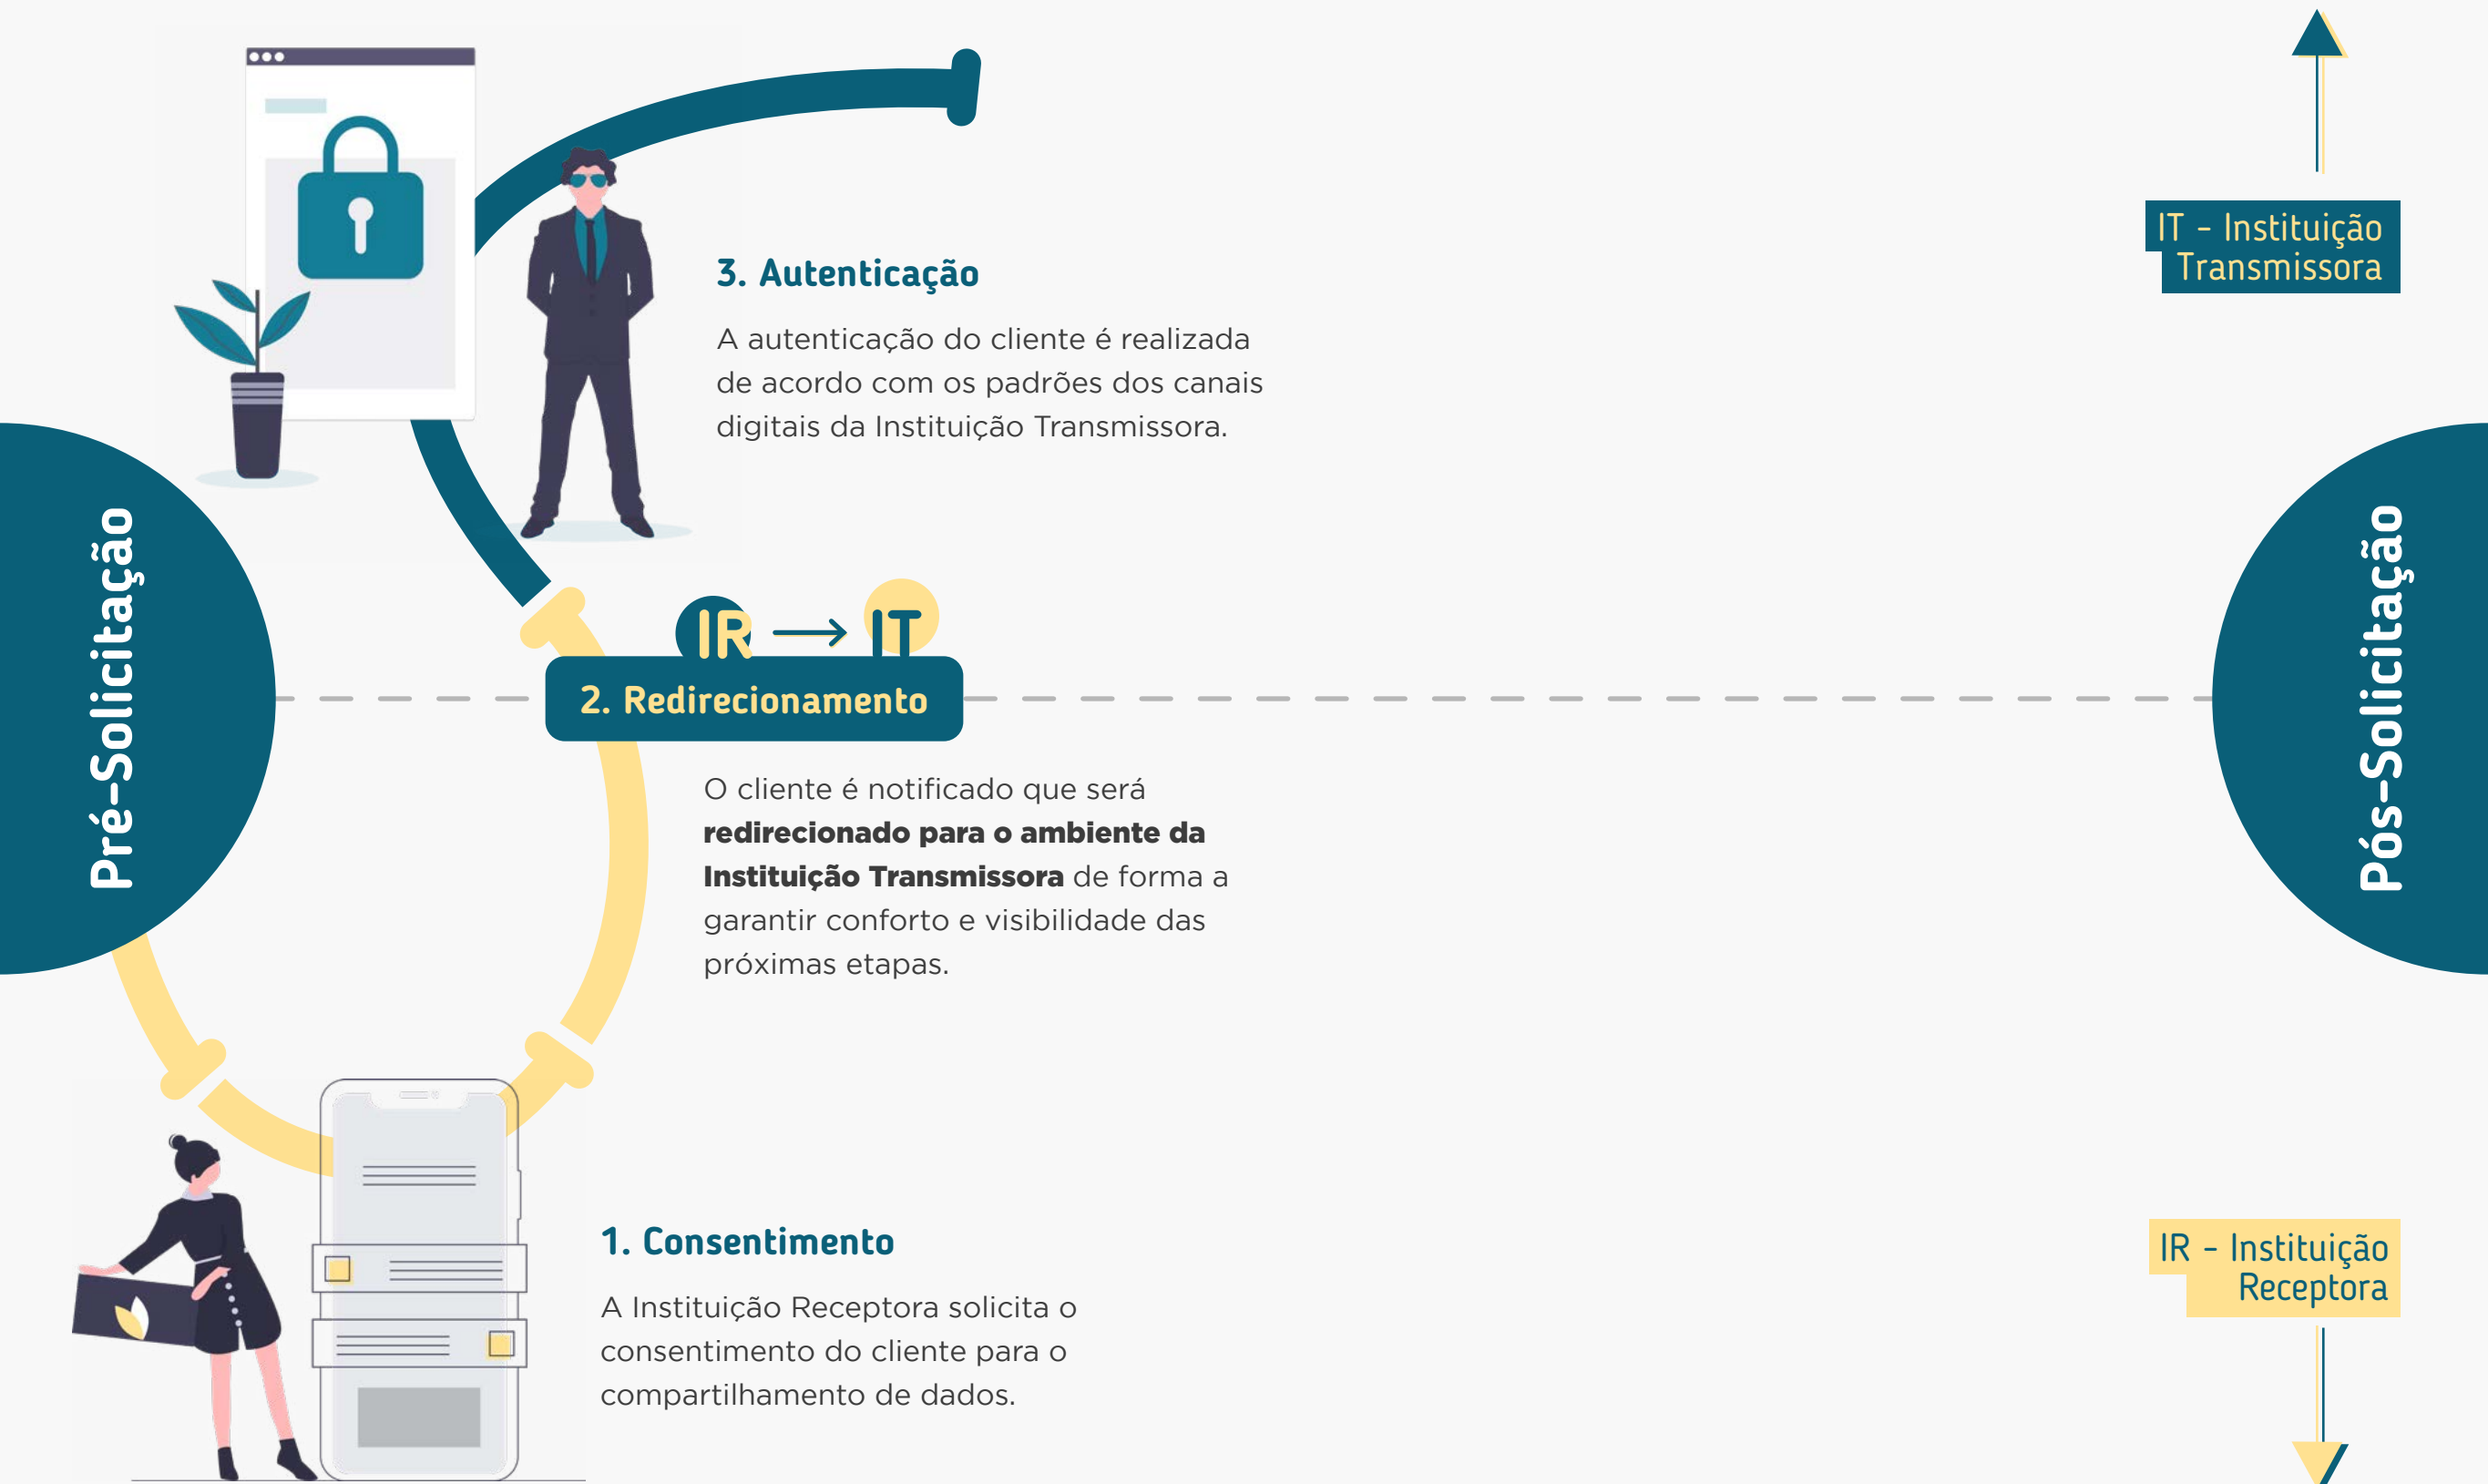 IT - Instituição
Transmissora
3. Autenticação
A autenticação do cliente é realizada
de acordo com os padrões dos canais
digitais da Instituição Transmissora.
Pré-Solicitação
IR → IT
2. Redirecionamento
O cliente é notificado que será
redirecionado para o ambiente da
Instituição Transmissora de forma a
garantir conforto e visibilidade das
próximas etapas.
Pós-Solicitação
1. Consentimento
A Instituição Receptora solicita o
consentimento do cliente para o
compartilhamento de dados.
IR - Instituição
Receptora